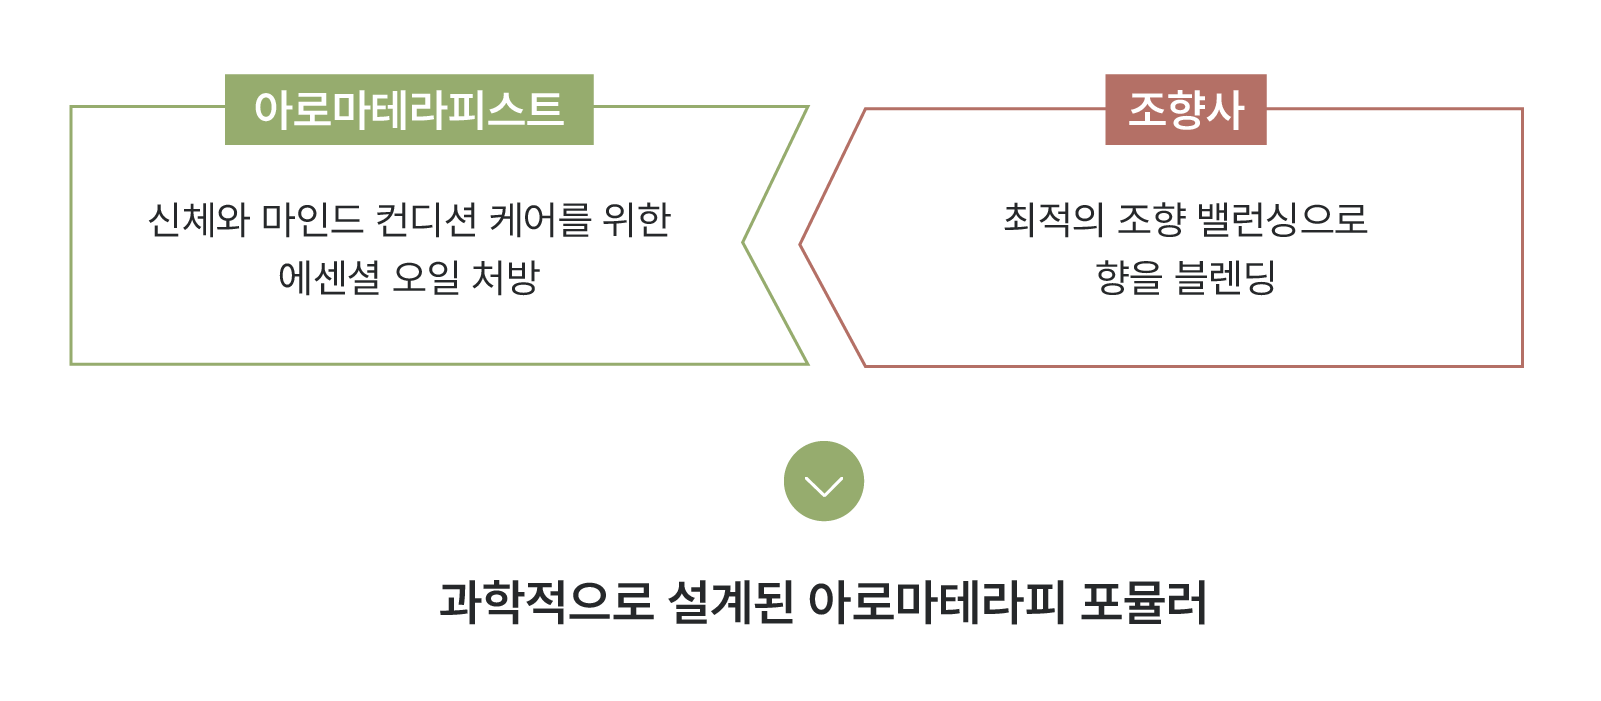 아로마테라피스트
신체와 마인드 컨디션 케어를 위한
에센셜 오일 처방
조향사
최적의 조향 밸런싱으로
향을 블렌딩
과학적으로 설계된 아로마테라피 포뮬러